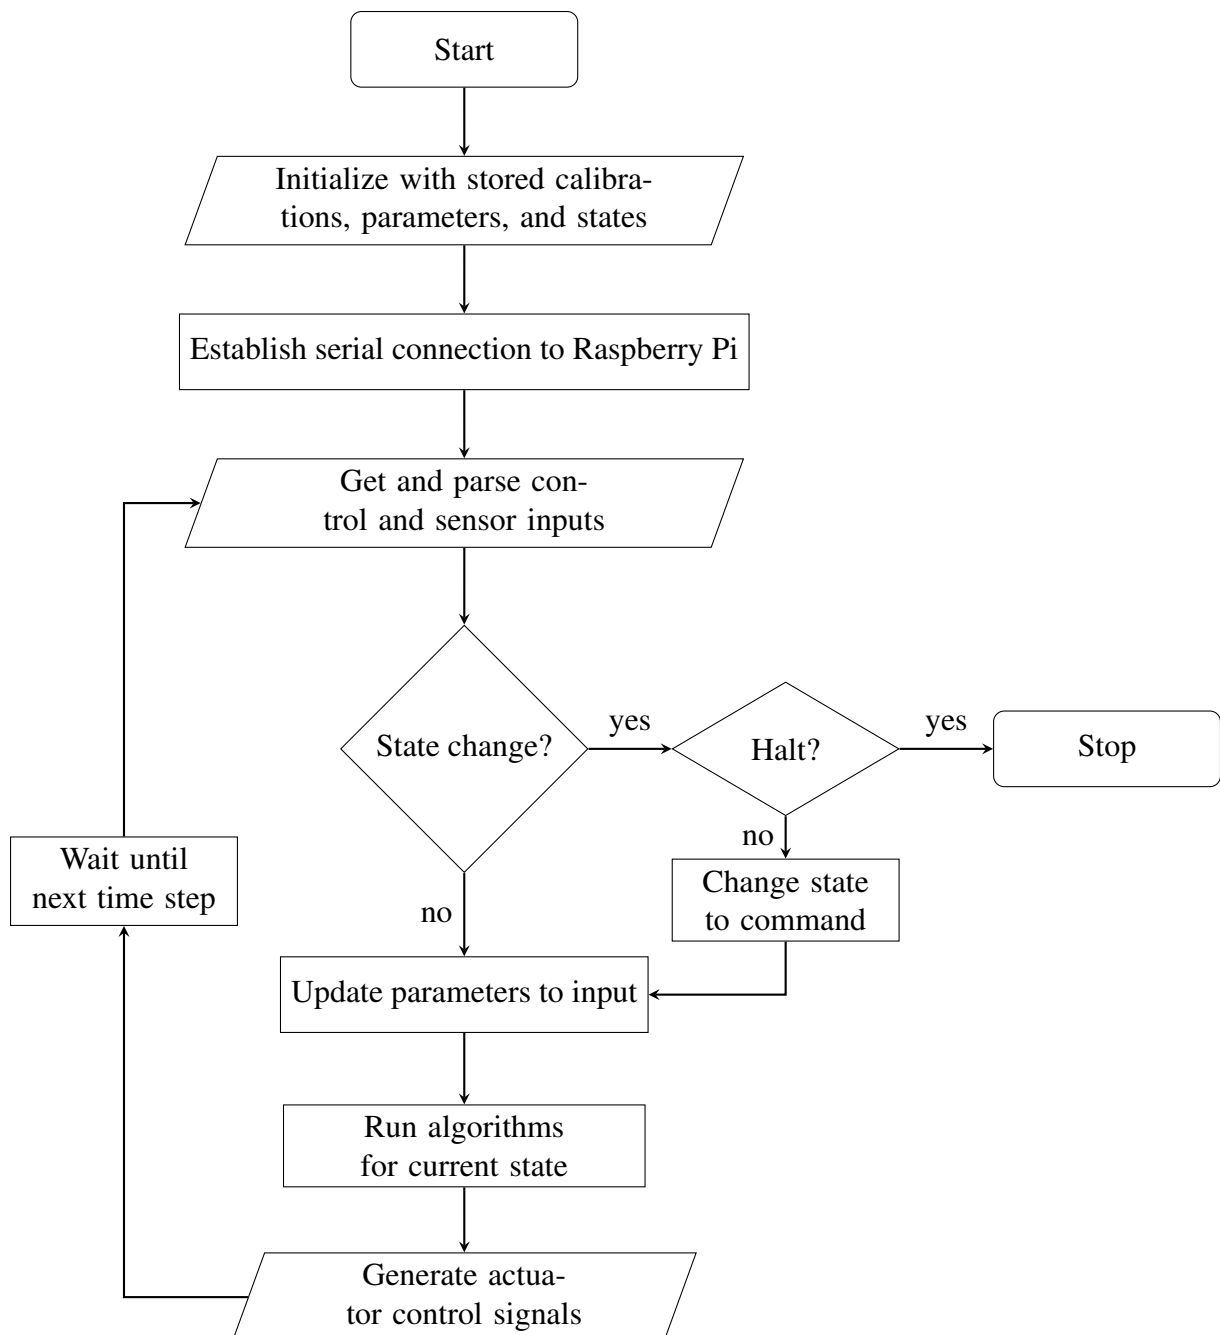 Start
Initialize with stored calibra-
tions, parameters, and states
Establish serial connection to Raspberry Pi
Get and parse con-
trol and sensor inputs
State change?
yes
Halt?
yes
Stop
no
Change state
to command
Wait until
next time step
no
Update parameters to input
Run algorithms
for current state
Generate actua-
tor control signals